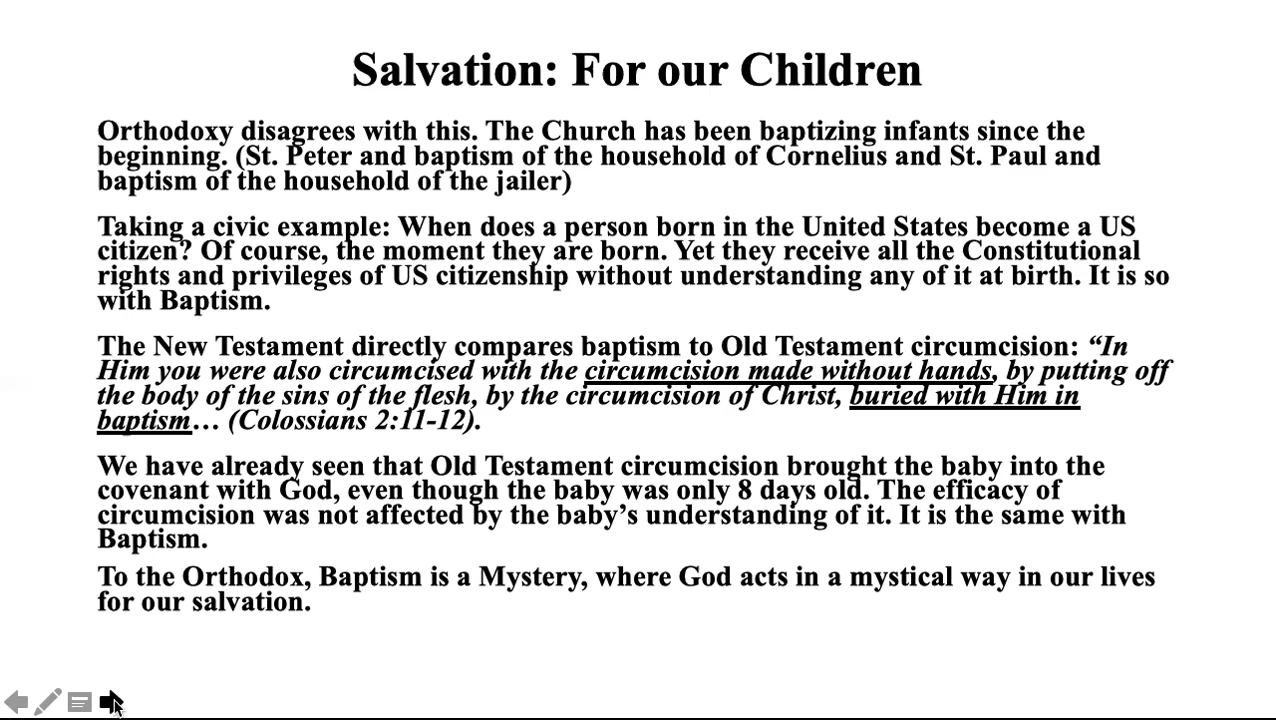 Salvation: For our Children
Orthodoxy disagrees with this. The Church has been baptizing infants since the
beginning. (St. Peter and baptism of the household of Cornelius and St. Paul and
baptism of the household of the jailer)
Taking a civic example: When does a person born in the United States become a US
citizen? Of course, the moment they are born. Yet they receive all the Constitutional
rights and privileges of US citizenship without understanding any of it at birth. It is so
with Baptism.
The New Testament directly compares baptism to Old Testament circumcision: “In
Him you were also circumcised with the circumcision made without hands, by putting off
the body of the sins of the flesh, by the circumcision of Christ, buried with Him in
baptism… (Colossians 2:11-12).
We have already seen that Old Testament circumcision brought the baby into the
covenant with God, even though the baby was only 8 days old. The efficacy of
circumcision was not affected by the baby’s understanding of it. It is the same with
Baptism.
To the Orthodox, Baptism is a Mystery, where God acts in a mystical way in our lives
for our salvation.